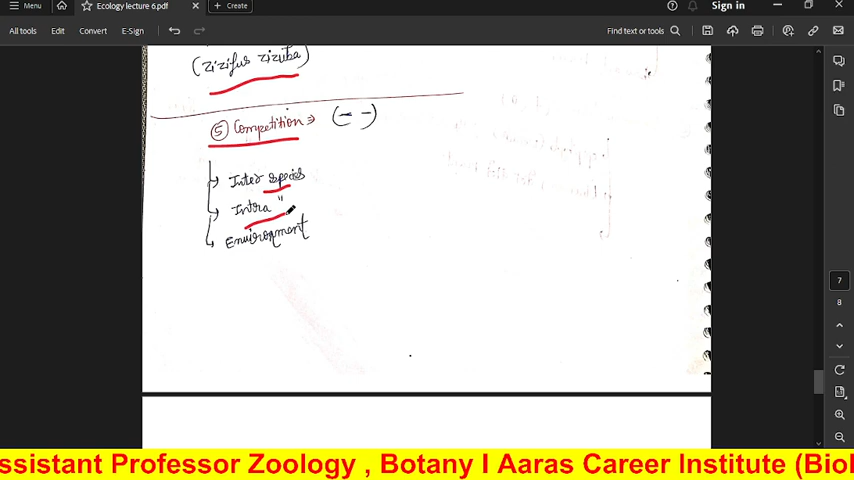 Menu
Ecology lecture 6.pdf
Create
Sign in
All tools
Edit
Convert
E-Sign
Find text or tools
(Zizifus zizuba)
⑤ Competition ⇒ (- -)
→ Inter species
→ Intra "
→ Environment
7
8
ssistant Professor Zoology , Botany I Aaras Career Institute (Biol